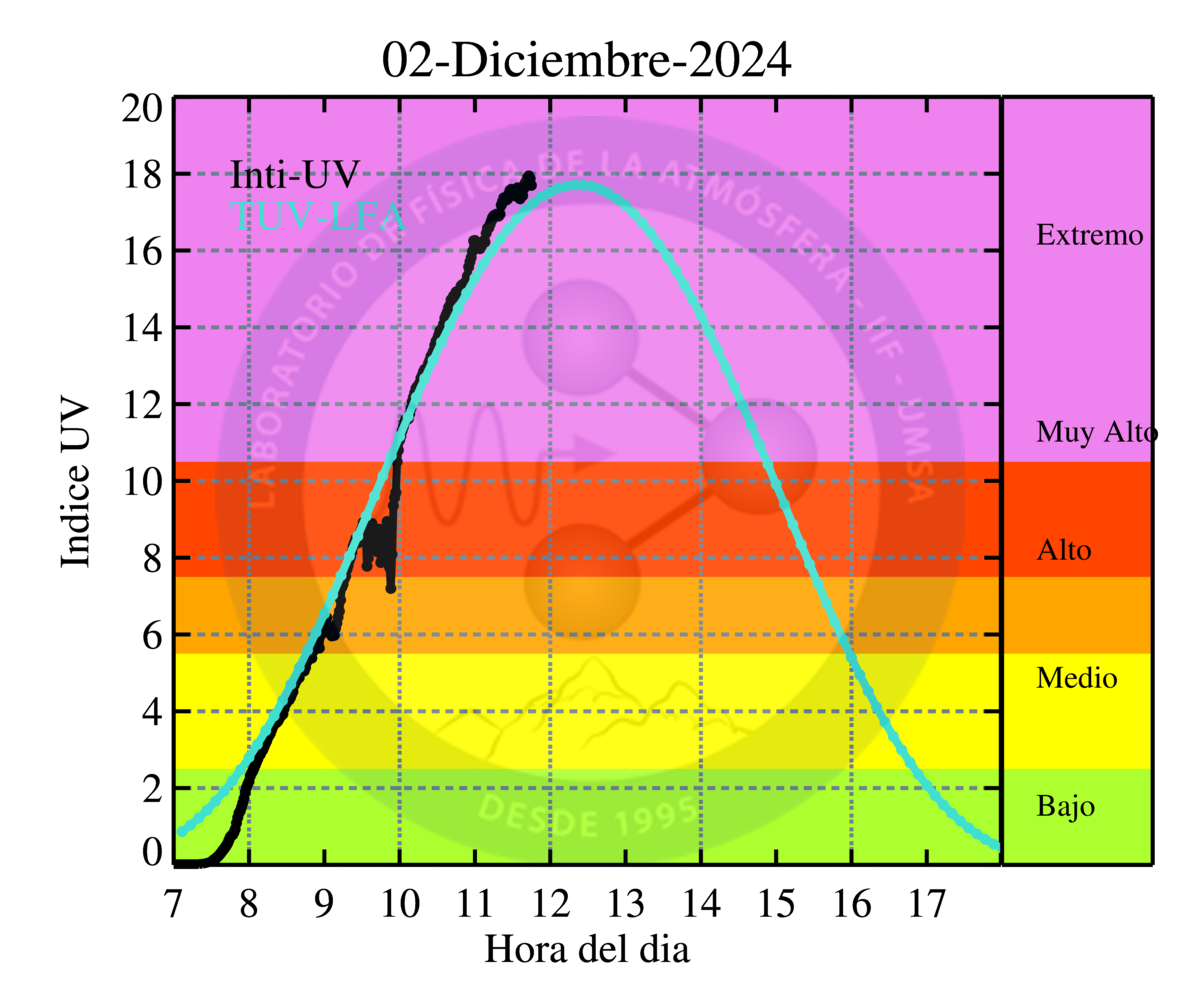 02-Diciembre-2024
20
18
16
14
12
10
8
6
4
2
0
Indice UV
Inti-UV
TUV-LFA
LABORATORIO DE FÍSICA DE LA ATMÓSFERA - IIF - UMSA
DESDE 1995
Extremo
Muy Alto
Alto
Medio
Bajo
7 8 9 10 11 12 13 14 15 16 17
Hora del dia